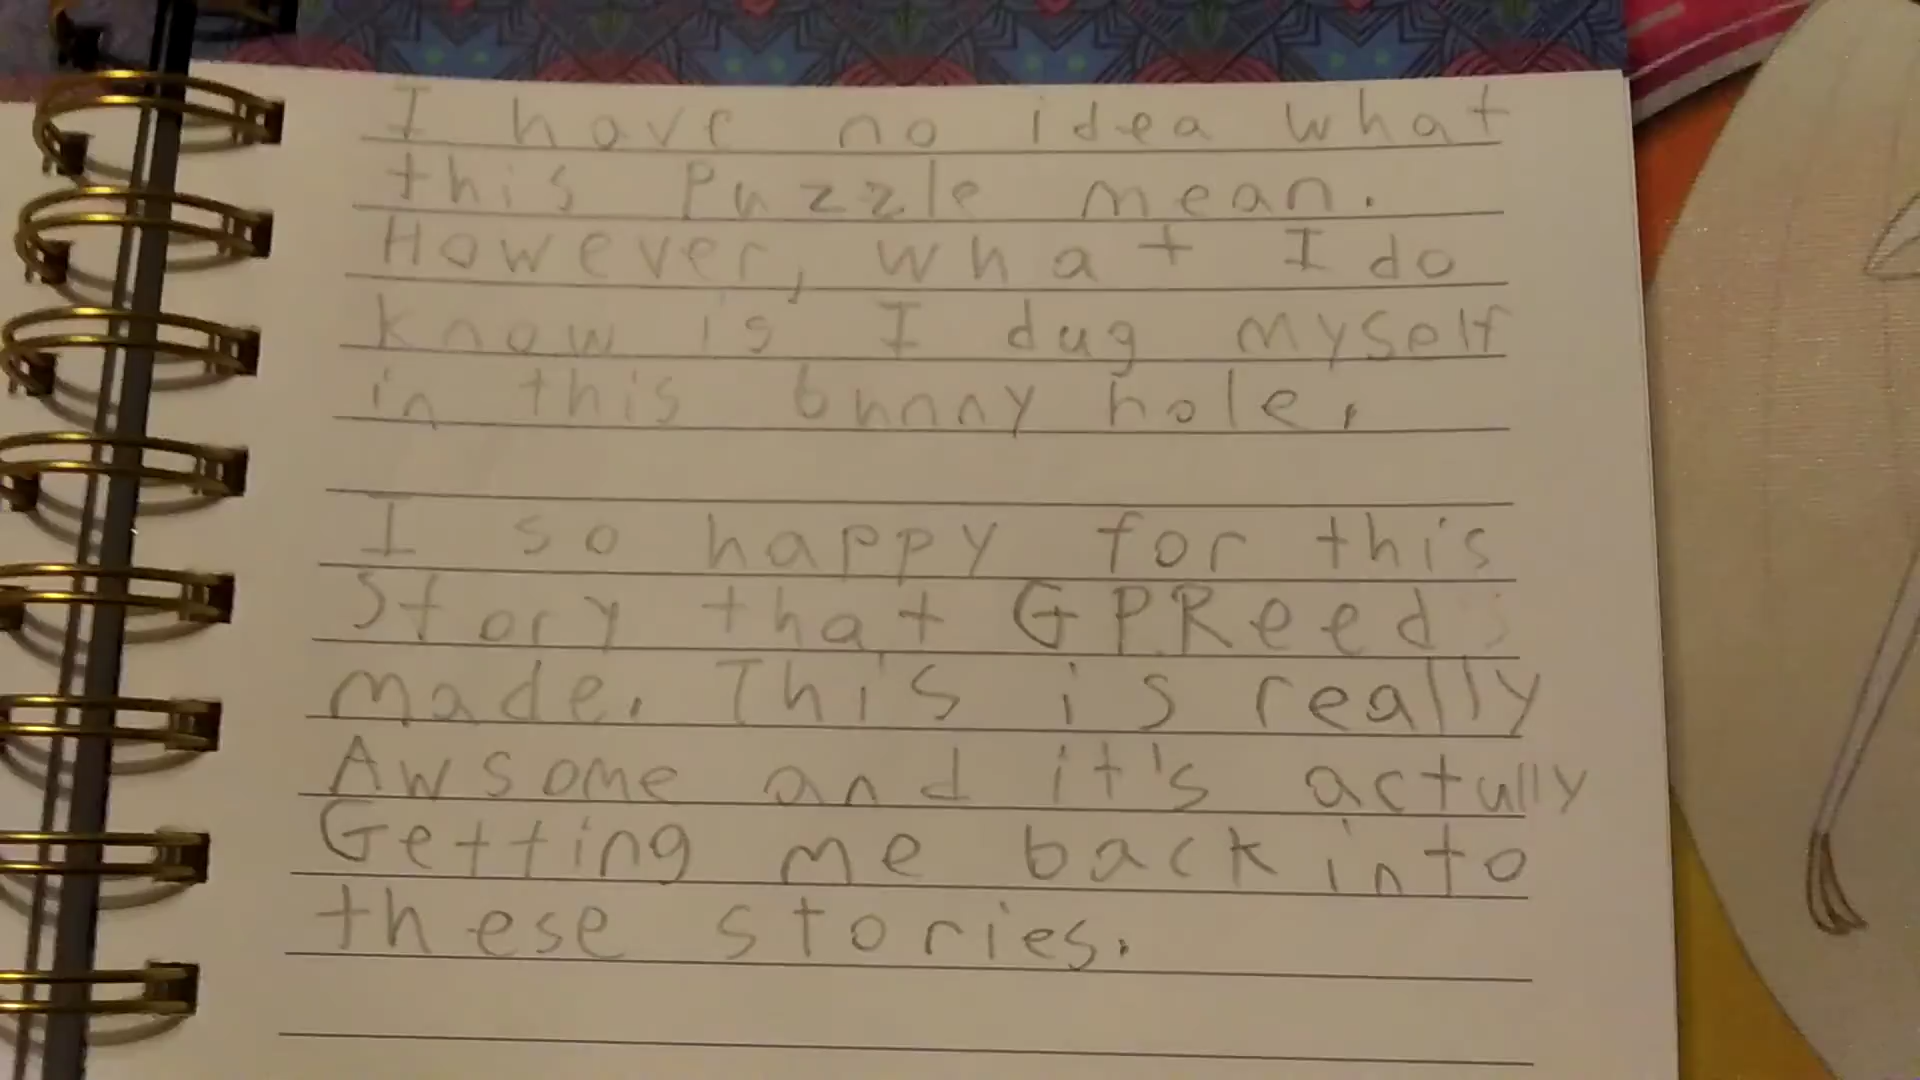 I have no idea what
this Puzzle mean.
However, what I do
know is I dug myself
in this bunny hole.
I so happy for this
Story that GPReed
made. This is really
Awsome and it's actully
Getting me back into
these stories.